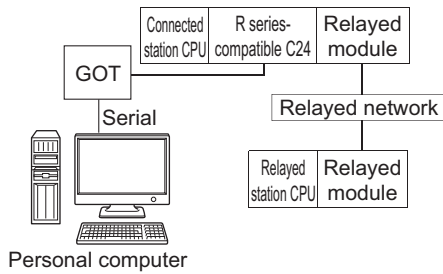 Connected
station CPU
R series-
compatible C24
Relayed
module
GOT
Serial
Relayed network
Relayed
station CPU
Relayed
module
Personal computer